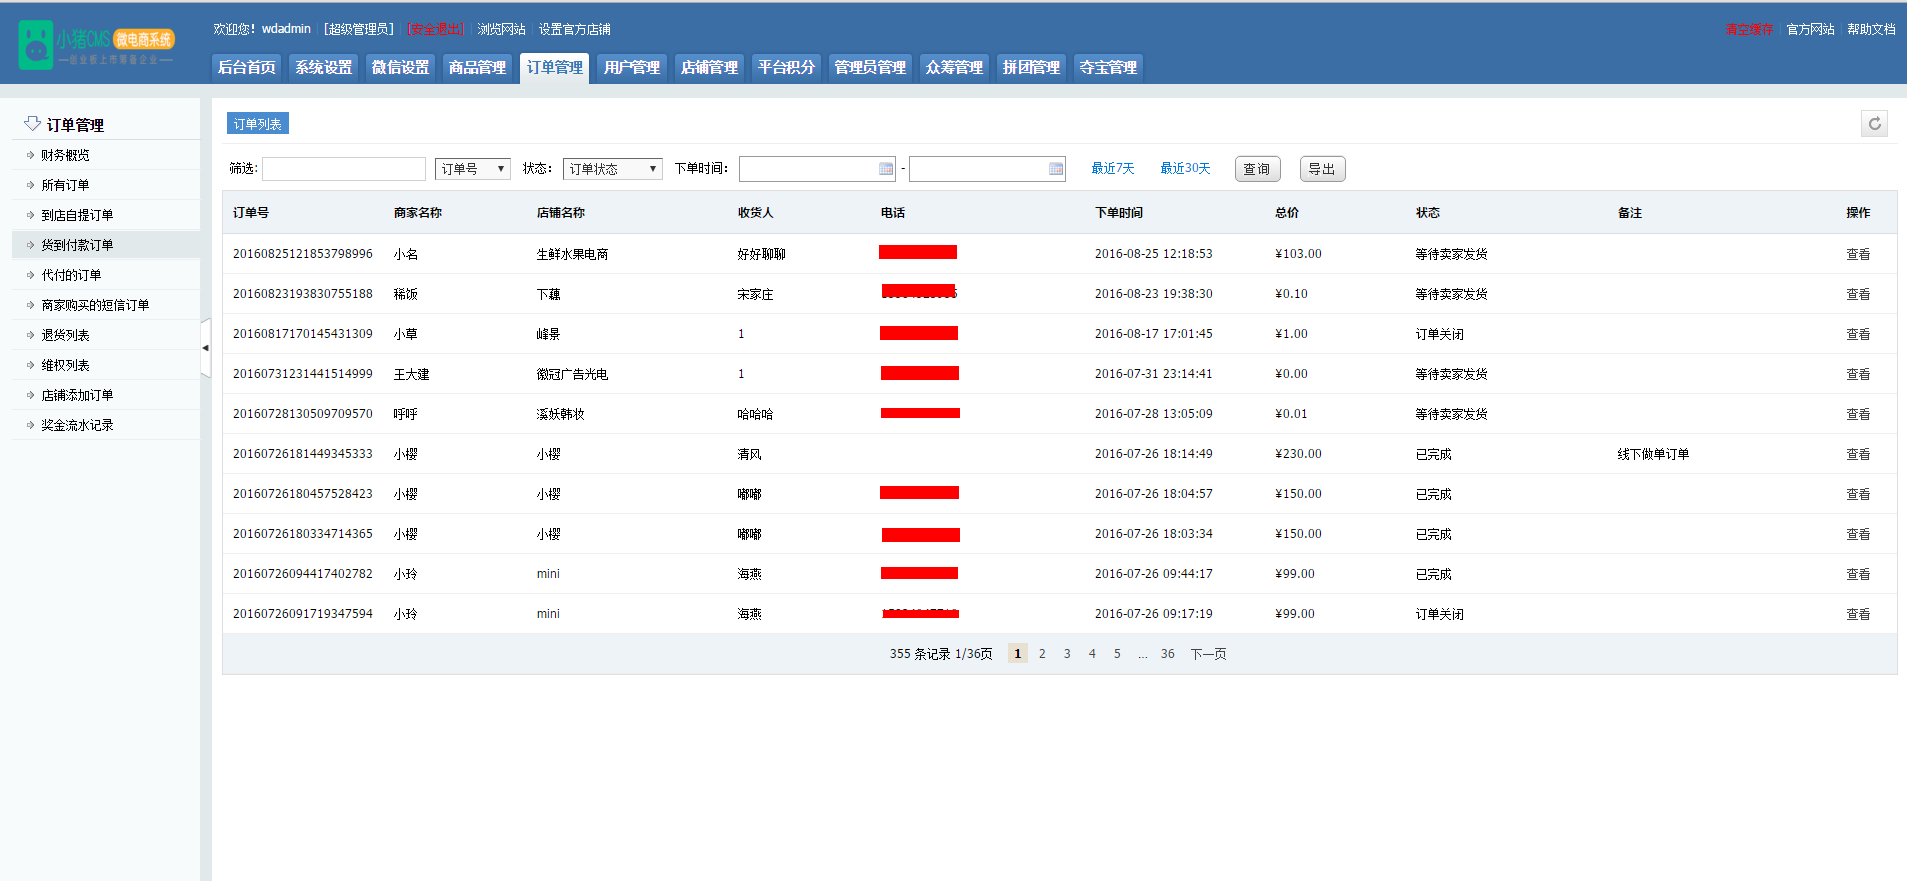 小猪CMS 微电商系统
—创业板上市筹备企业—
欢迎您! wdadmin [超级管理员] [安全退出] 浏览网站 设置官方店铺
清空缓存 官方网站 帮助文档
后台首页 系统设置 微信设置 商品管理 订单管理 用户管理 店铺管理 平台积分 管理员管理 众筹管理 拼团管理 夺宝管理
订单管理
财务概览
所有订单
到店自提订单
货到付款订单
代付的订单
商家购买的短信订单
退货列表
维权列表
店铺添加订单
奖金流水记录
订单列表
筛选: 订单号 状态: 订单状态 下单时间: - 最近7天 最近30天 查询 导出
订单号 商家名称 店铺名称 收货人 电话 下单时间 总价 状态 备注 操作
20160825121853798996 小名 生鲜水果电商 好好聊聊 2016-08-25 12:18:53 ¥103.00 等待卖家发货 查看
20160823193830755188 稀饭 下藕 宋家庄 2016-08-23 19:38:30 ¥0.10 等待卖家发货 查看
20160817170145431309 小草 峰景 1 2016-08-17 17:01:45 ¥1.00 订单关闭 查看
20160731231441514999 王大建 徽冠广告光电 1 2016-07-31 23:14:41 ¥0.00 等待卖家发货 查看
20160728130509709570 呼呼 溪妖韩妆 哈哈哈 2016-07-28 13:05:09 ¥0.01 等待卖家发货 查看
20160726181449345333 小樱 小樱 清风 2016-07-26 18:14:49 ¥230.00 已完成 线下做单订单 查看
20160726180457528423 小樱 小樱 嘟嘟 2016-07-26 18:04:57 ¥150.00 已完成 查看
20160726180334714365 小樱 小樱 嘟嘟 2016-07-26 18:03:34 ¥150.00 已完成 查看
20160726094417402782 小玲 mini 海燕 2016-07-26 09:44:17 ¥99.00 已完成 查看
20160726091719347594 小玲 mini 海燕 2016-07-26 09:17:19 ¥99.00 订单关闭 查看
355 条记录 1/36页 1 2 3 4 5 ... 36 下一页